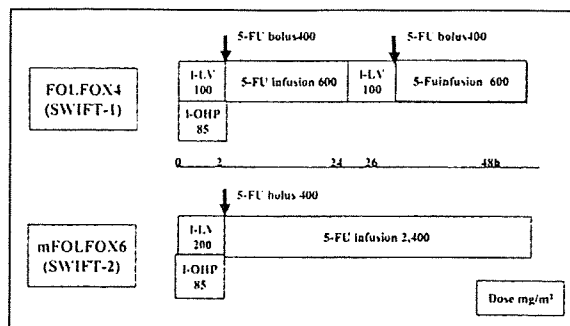 5-FU bolus400 5-FU bolus400
FOLFOX4
(SWIFT-1)
l-LV
100
5-FU infusion 600
l-LV
100
5-Fuinfusion 600
l-OHP
85
0 2 24 26 48h
5-FU bolus 400
mFOLFOX6
(SWIFT-2)
l-LV
200
5-FU infusion 2,400
l-OHP
85
Dose mg/m²